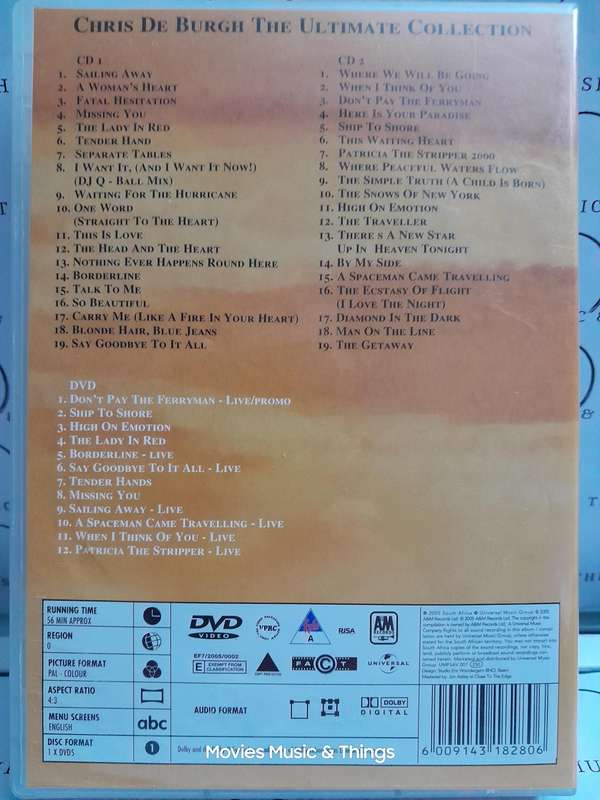 Chris De Burgh The Ultimate Collection
CD 1
1. Sailing Away
2. A Woman's Heart
3. Fatal Hesitation
4. Missing You
5. The Lady In Red
6. Tender Hand
7. Separate Tables
8. I Want It, (And I Want It Now!)
(DJ Q - Ball Mix)
9. Waiting For The Hurricane
10. One Word
(Straight To The Heart)
11. This Is Love
12. The Head And The Heart
13. Nothing Ever Happens Round Here
14. Borderline
15. Talk To Me
16. So Beautiful
17. Carry Me (Like A Fire In Your Heart)
18. Blonde Hair, Blue Jeans
19. Say Goodbye To It All
CD 2
1. Where We Will Be Going
2. When I Think Of You
3. Don't Pay The Ferryman
4. Here Is Your Paradise
5. Ship To Shore
6. This Waiting Heart
7. Patricia The Stripper 2000
8. Where Peaceful Waters Flow
9. The Simple Truth (A Child Is Born)
10. The Snows Of New York
11. High On Emotion
12. The Traveller
13. There s A New Star
Up In Heaven Tonight
14. By My Side
15. A Spaceman Came Travelling
16. The Ecstasy Of Flight
(I Love The Night)
17. Diamond In The Dark
18. Man On The Line
19. The Getaway
DVD
1. Don't Pay The Ferryman - Live/promo
2. Ship To Shore
3. High On Emotion
4. The Lady In Red
5. Borderline - live
6. Say Goodbye To It All - Live
7. Tender Hands
8. Missing You
9. Sailing Away - Live
10. A Spaceman Came Travelling - Live
11. When I Think Of You - Live
12. Patricia The Stripper - Live
RUNNING TIME
56 MIN APPROX
REGION
0
PICTURE FORMAT
PAL - COLOUR
ASPECT RATIO
4:3
MENU SCREENS
ENGLISH
abc
DISC FORMAT
1 X DVD5
1
DVD
VIDEO
PRC
A
RISA
A&M
RECORDS
EF7/2005/0002
E EXEMPT FROM
CLASSIFICATION
FACT
UNIVERSAL
AUDIO FORMAT
DOLBY
DIGITAL
Dolby and
Movies Music & Things
6 009143 182806